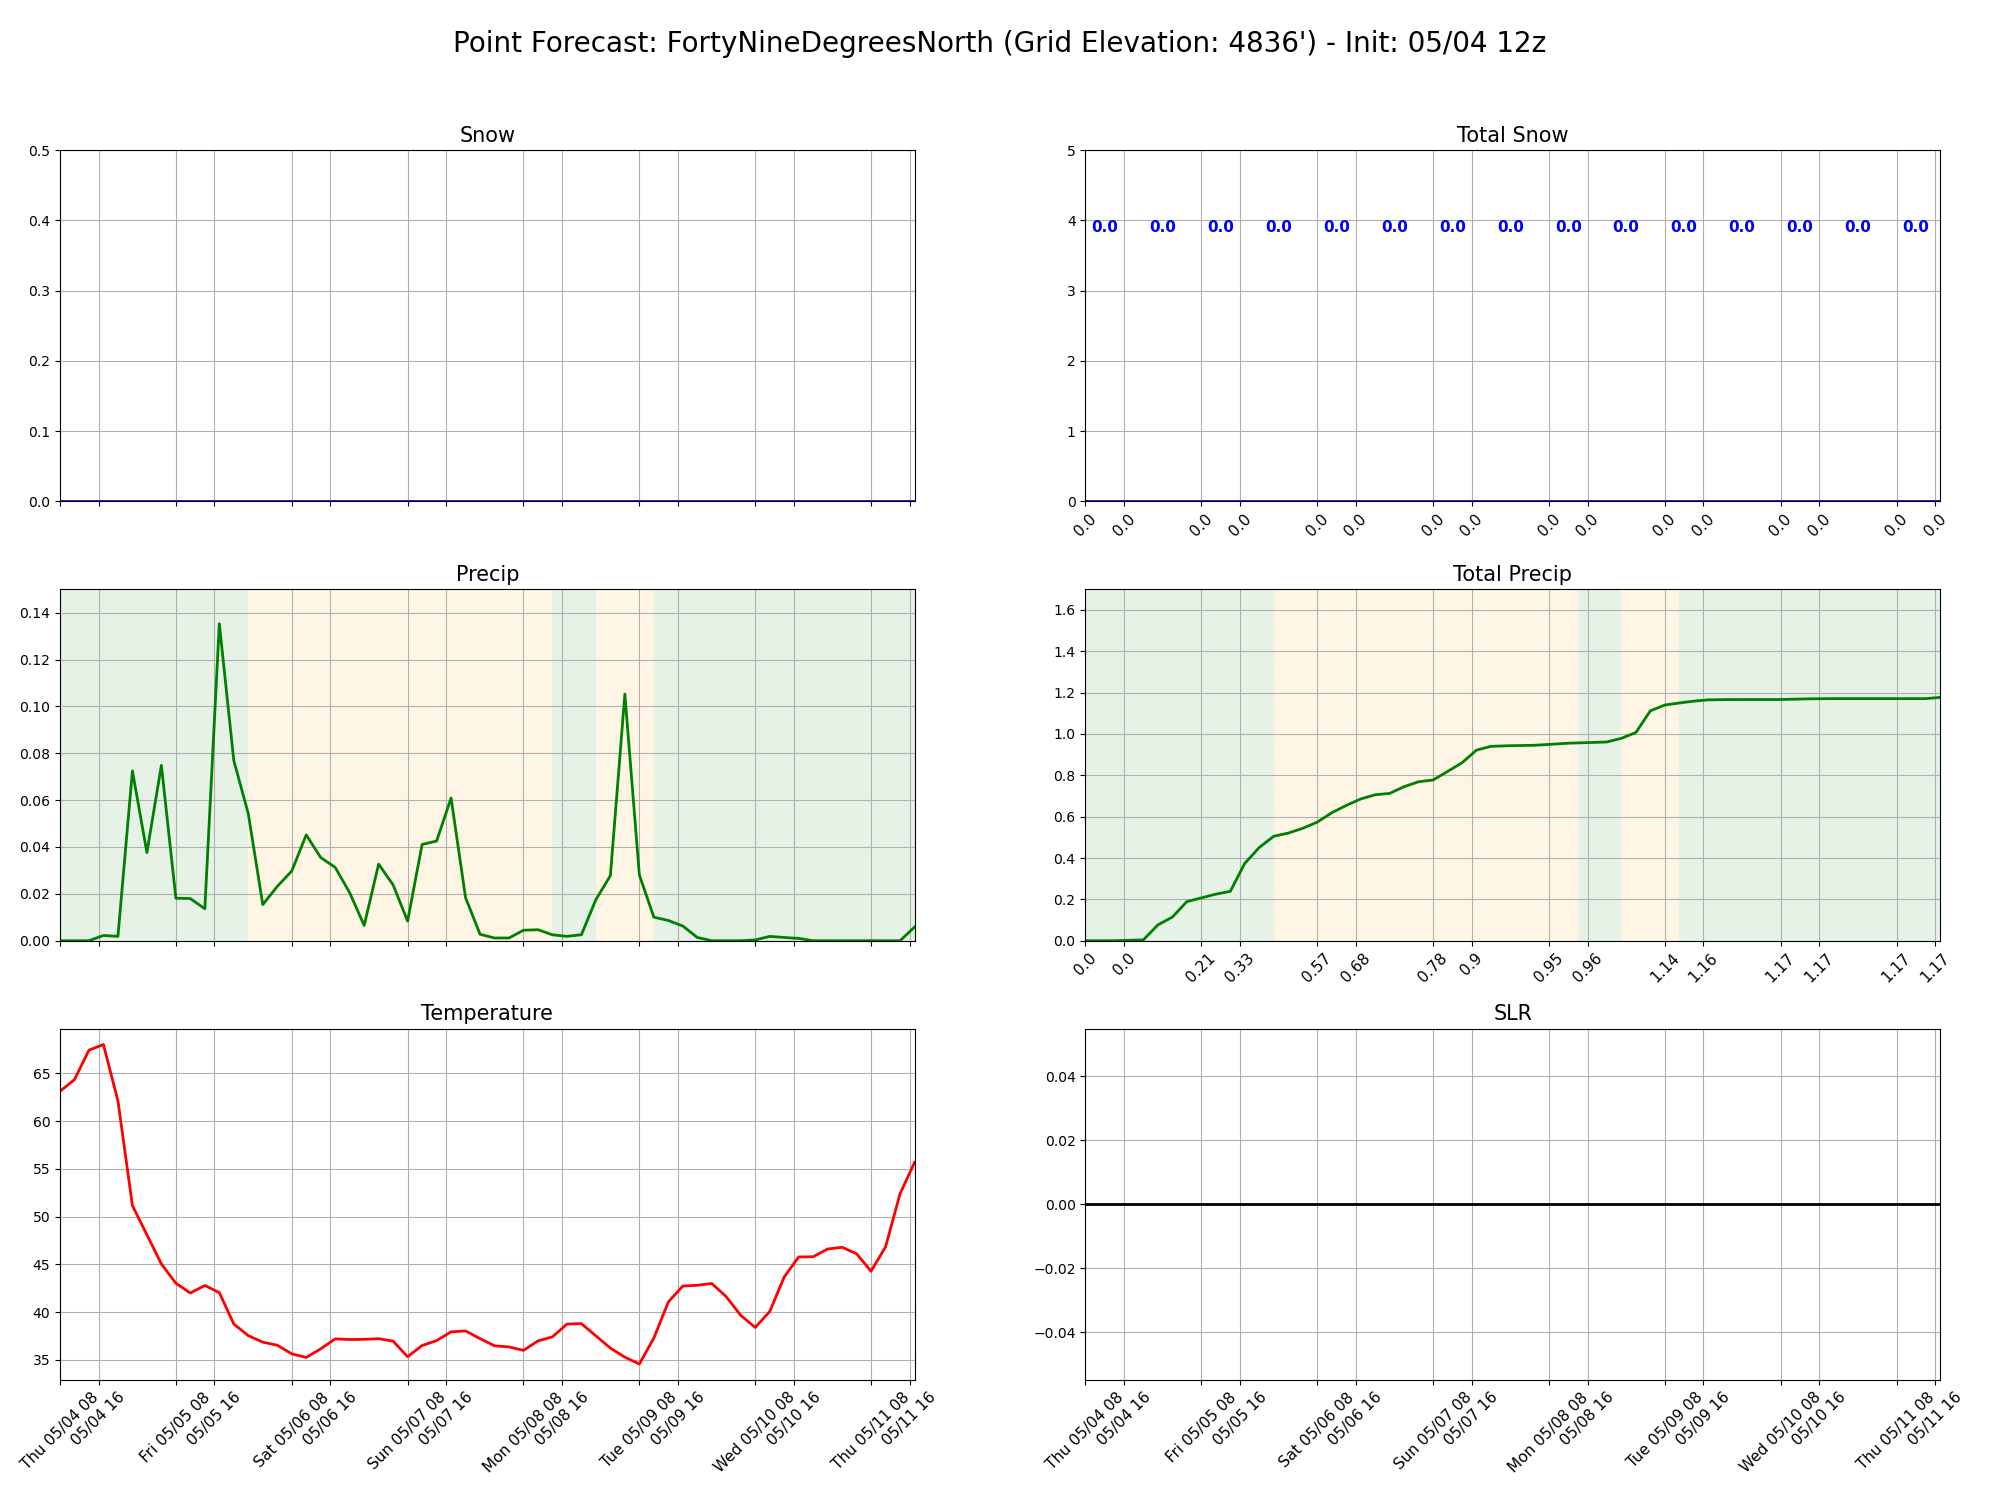 Point Forecast: FortyNineDegreesNorth (Grid Elevation: 4836') - Init: 05/04 12z
Snow
0.5
0.4
0.3
0.2
0.1
0.0
Total Snow
5
4
3
2
1
0
0.0 0.0 0.0 0.0 0.0 0.0 0.0 0.0 0.0 0.0 0.0 0.0 0.0 0.0 0.0
0.0 0.0 0.0 0.0 0.0 0.0 0.0 0.0 0.0 0.0 0.0 0.0 0.0 0.0 0.0 0.0
Precip
0.14
0.12
0.10
0.08
0.06
0.04
0.02
0.00
Total Precip
1.6
1.4
1.2
1.0
0.8
0.6
0.4
0.2
0.0
0.0 0.0 0.21 0.33 0.57 0.68 0.78 0.9 0.95 0.96 1.14 1.16 1.17 1.17 1.17 1.17
Temperature
65
60
55
50
45
40
35
Thu 05/04 08
05/04 16
Fri 05/05 08
05/05 16
Sat 05/06 08
05/06 16
Sun 05/07 08
05/07 16
Mon 05/08 08
05/08 16
Tue 05/09 08
05/09 16
Wed 05/10 08
05/10 16
Thu 05/11 08
05/11 16
SLR
0.04
0.02
0.00
−0.02
−0.04
Thu 05/04 08
05/04 16
Fri 05/05 08
05/05 16
Sat 05/06 08
05/06 16
Sun 05/07 08
05/07 16
Mon 05/08 08
05/08 16
Tue 05/09 08
05/09 16
Wed 05/10 08
05/10 16
Thu 05/11 08
05/11 16